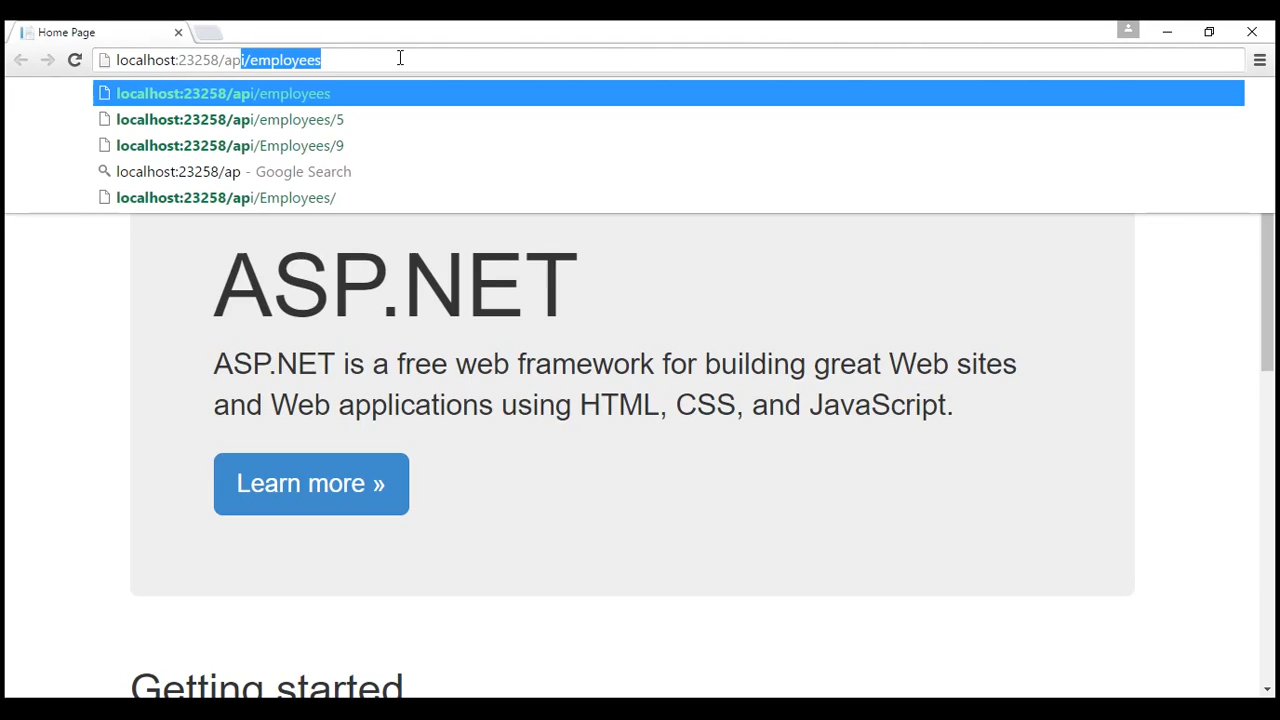 Home Page
localhost:23258/api/employees
localhost:23258/api/employees
localhost:23258/api/employees/5
localhost:23258/api/Employees/9
localhost:23258/ap - Google Search
localhost:23258/api/Employees/
ASP.NET
ASP.NET is a free web framework for building great Web sites
and Web applications using HTML, CSS, and JavaScript.
Learn more »
Getting started